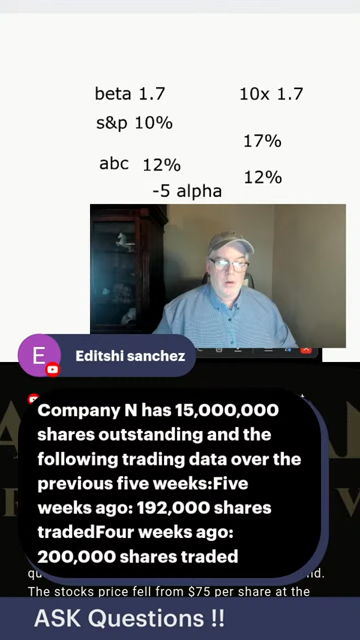 beta 1.7
10x 1.7
s&p 10%
17%
abc 12%
12%
-5 alpha
E
Editshi sanchez
Company N has 15,000,000
shares outstanding and the
following trading data over the
previous five weeks:Five
weeks ago: 192,000 shares
tradedFour weeks ago:
200,000 shares traded
The stocks price fell from $75 per share at the
ASK Questions !!